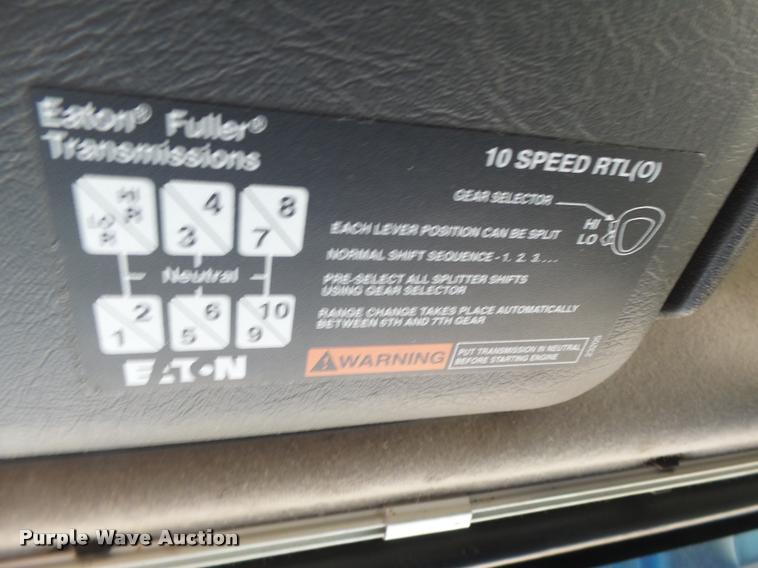 Eaton® Fuller®
Transmissions
10 SPEED RTL(O)
GEAR SELECTOR
HI
LO
HI R
LO R
4
3
8
7
EACH LEVER POSITION CAN BE SPLIT
NORMAL SHIFT SEQUENCE - 1. 2. 3. . . .
Neutral
PRE-SELECT ALL SPLITTER SHIFTS
USING GEAR SELECTOR
2
1
6
5
10
9
RANGE CHANGE TAKES PLACE AUTOMATICALLY
BETWEEN 6TH AND 7TH GEAR
WARNING
PUT TRANSMISSION IN NEUTRAL
BEFORE STARTING ENGINE
EATON
Purple Wave Auction